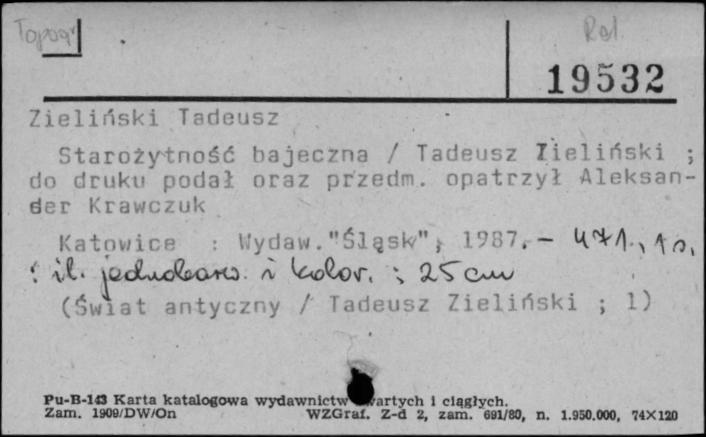 Topogr
Rel
19532
Zieliński Tadeusz
Starożytność bajeczna / Tadeusz Zieliński ;
do druku podał oraz przedm. opatrzył Aleksan-
der Krawczuk
Katowice : Wydaw."Śląsk", 1987. - 471, s.
: il. jednobarw. i kolor. ; 25 cm
(Świat antyczny / Tadeusz Zieliński ; 1)
Pu-B-143 Karta katalogowa wydawnictw zwartych i ciągłych.
Zam. 1909/DW/On WZGraf. Z-d 2, zam. 691/80, n. 1.950.000, 74×120